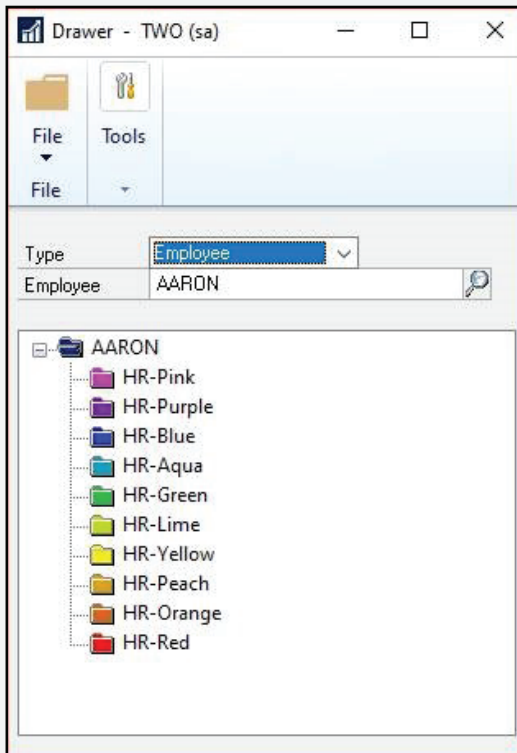 Drawer - TWO (sa)
File
Tools
File
Type
Employee
Employee
AARON
AARON
HR-Pink
HR-Purple
HR-Blue
HR-Aqua
HR-Green
HR-Lime
HR-Yellow
HR-Peach
HR-Orange
HR-Red